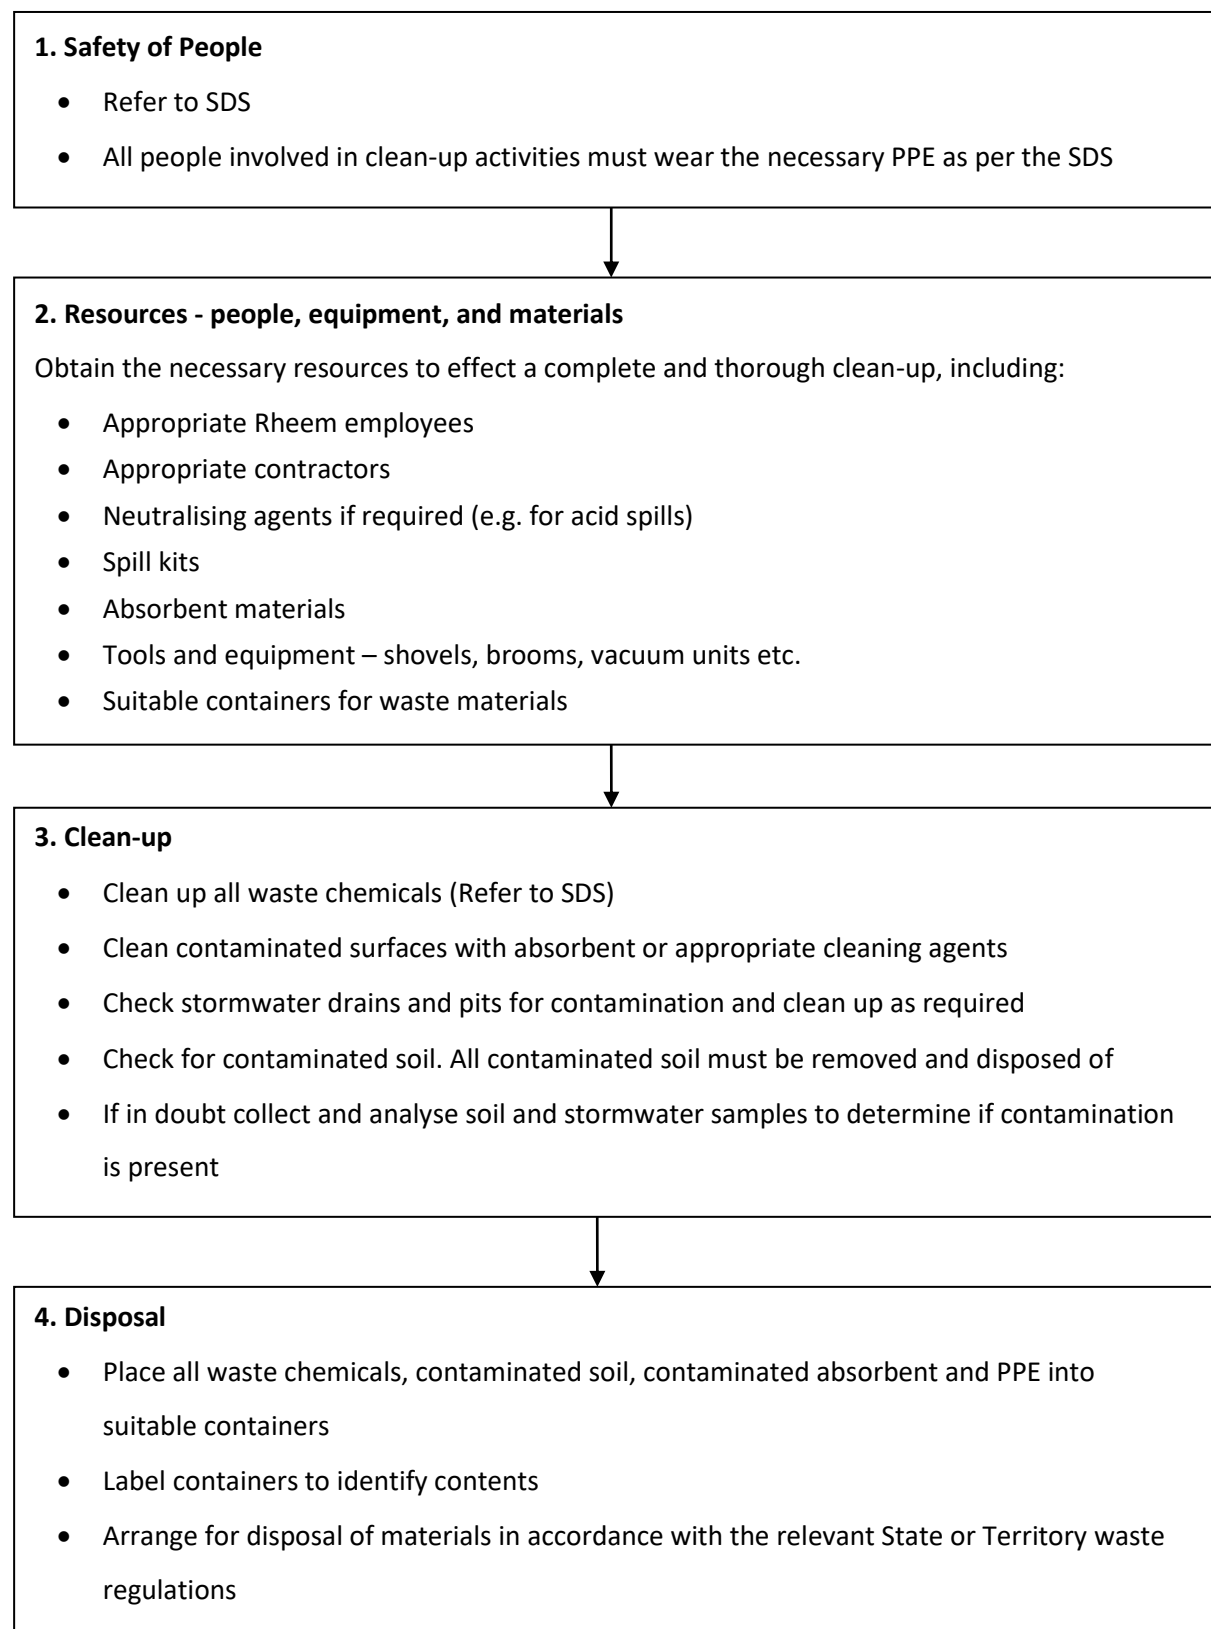 1. Safety of People
• Refer to SDS
• All people involved in clean-up activities must wear the necessary PPE as per the SDS
2. Resources - people, equipment, and materials
Obtain the necessary resources to effect a complete and thorough clean-up, including:
• Appropriate Rheem employees
• Appropriate contractors
• Neutralising agents if required (e.g. for acid spills)
• Spill kits
• Absorbent materials
• Tools and equipment – shovels, brooms, vacuum units etc.
• Suitable containers for waste materials
3. Clean-up
• Clean up all waste chemicals (Refer to SDS)
• Clean contaminated surfaces with absorbent or appropriate cleaning agents
• Check stormwater drains and pits for contamination and clean up as required
• Check for contaminated soil. All contaminated soil must be removed and disposed of
• If in doubt collect and analyse soil and stormwater samples to determine if contamination
is present
4. Disposal
• Place all waste chemicals, contaminated soil, contaminated absorbent and PPE into
suitable containers
• Label containers to identify contents
• Arrange for disposal of materials in accordance with the relevant State or Territory waste
regulations